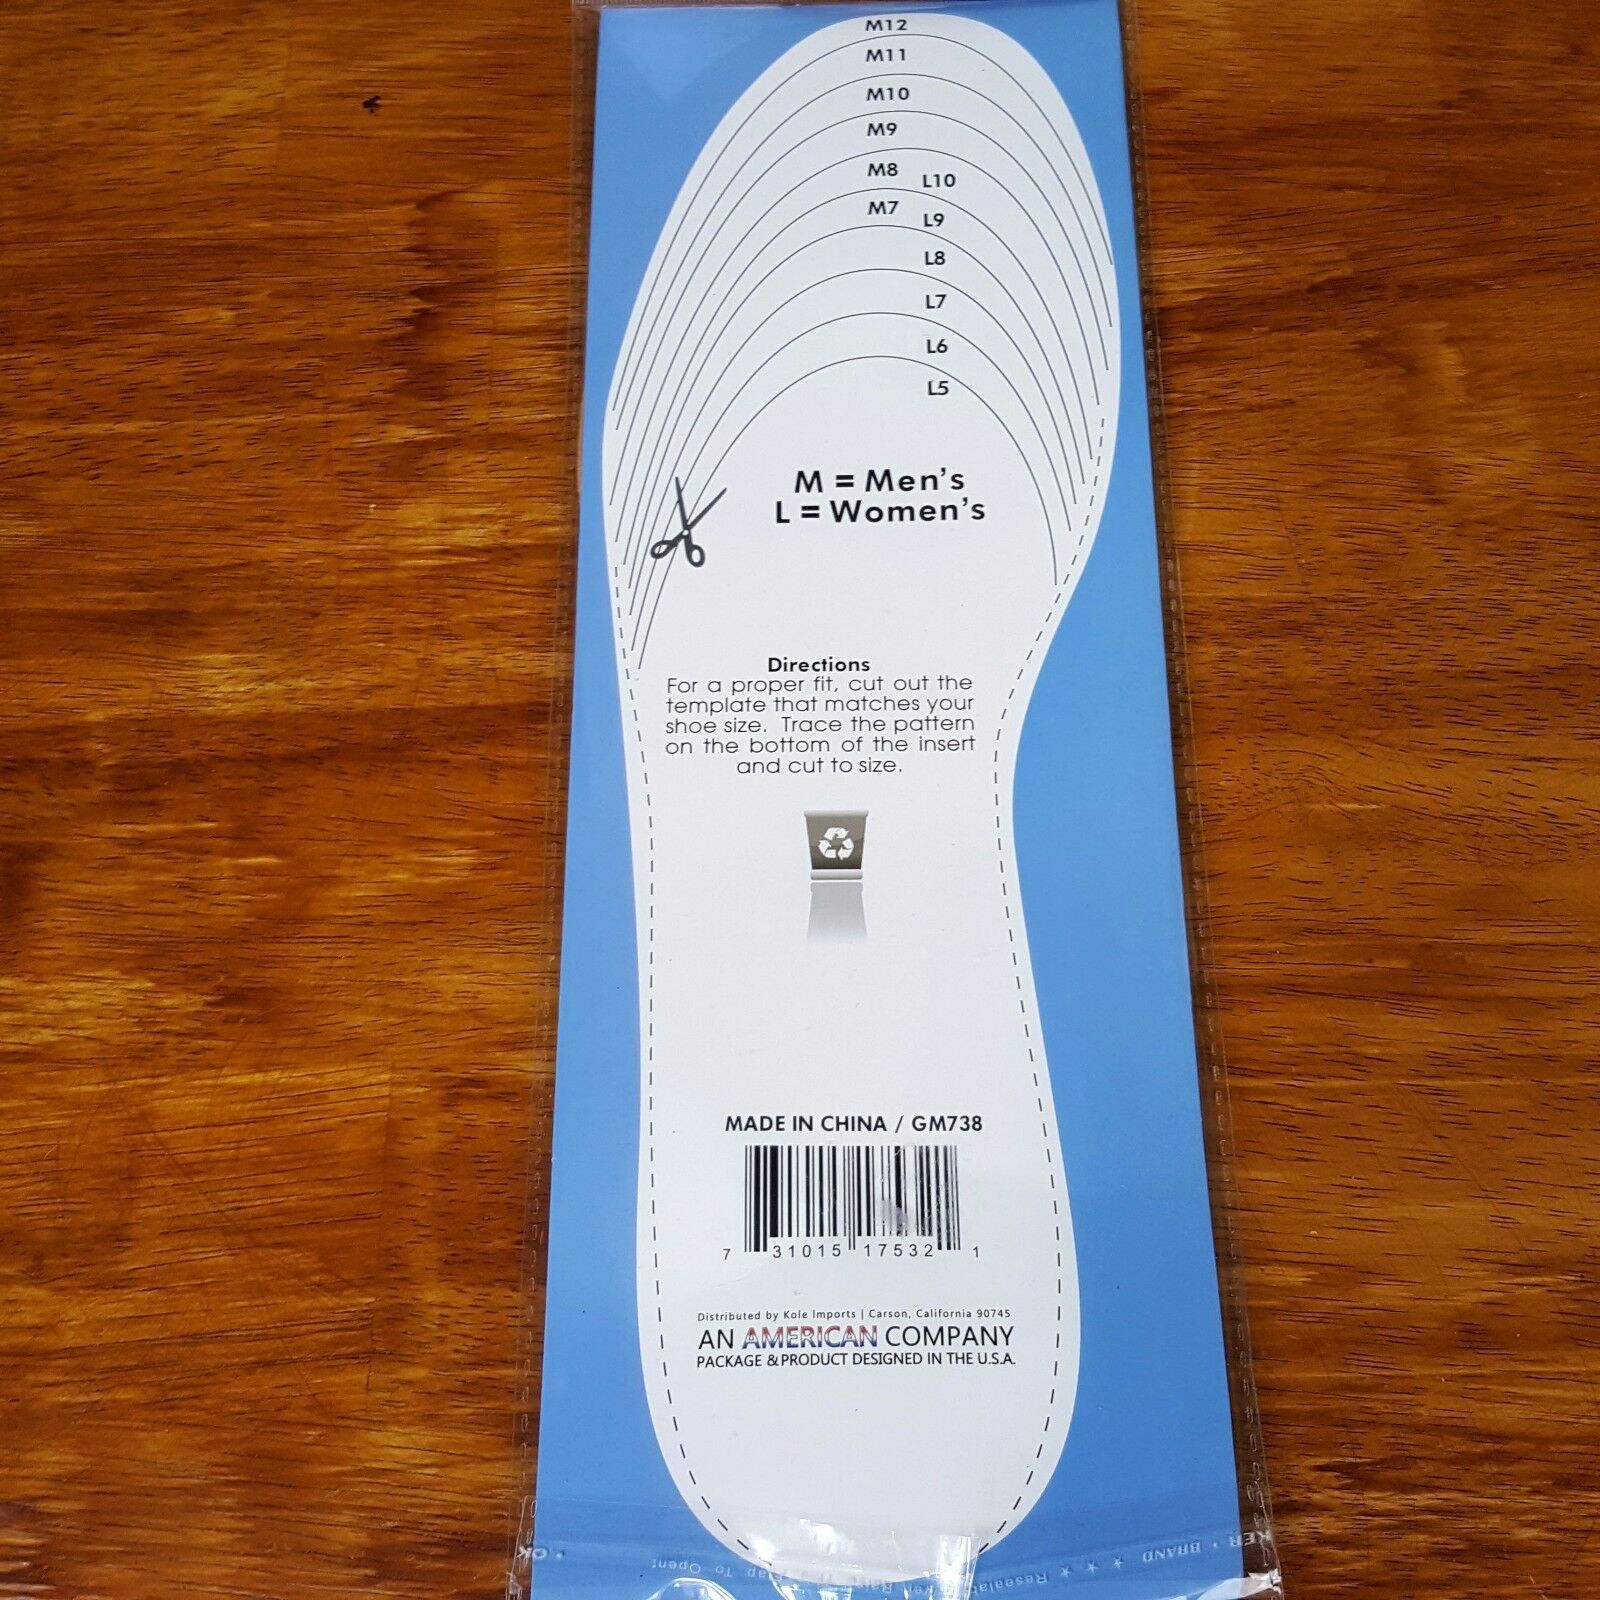 M12
M11
M10
M9
M8
L10
M7
L9
L8
L7
L6
L5
M = Men's
L = Women's
Directions
For a proper fit, cut out the
template that matches your
shoe size. Trace the pattern
on the bottom of the insert
and cut to size.
MADE IN CHINA / GM738
7 31015 17532 1
Distributed by Kole Imports | Carson, California 90745
AN AMERICAN COMPANY
PACKAGE & PRODUCT DESIGNED IN THE U.S.A.
BRAND
To Open: